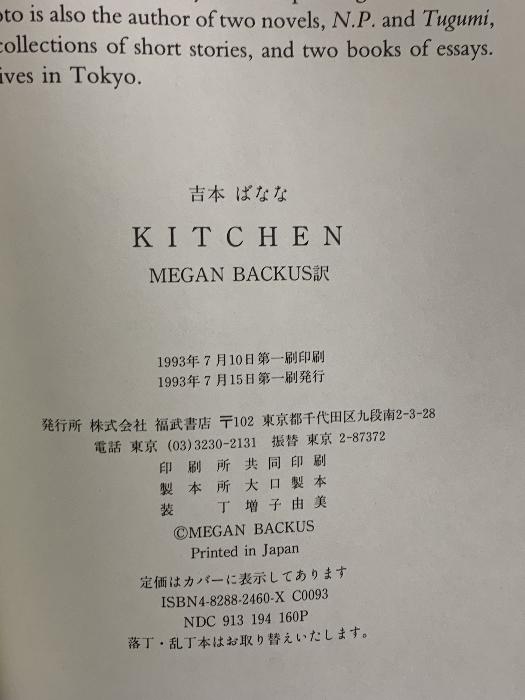 oto is also the author of two novels, N.P. and Tugumi,
collections of short stories, and two books of essays.
ives in Tokyo.
吉本 ばなな
KITCHEN
MEGAN BACKUS訳
1993年7月10日第一刷印刷
1993年7月15日第一刷発行
発行所 株式会社 福武書店 〒102 東京都千代田区九段南2-3-28
電話 東京 (03)3230-2131 振替 東京 2-87372
印刷所 共同印刷
製本所 大口製本
装丁 増子由美
©MEGAN BACKUS
Printed in Japan
定価はカバーに表示してあります
ISBN4-8288-2460-X C0093
NDC 913 194 160P
落丁・乱丁本はお取り替えいたします。